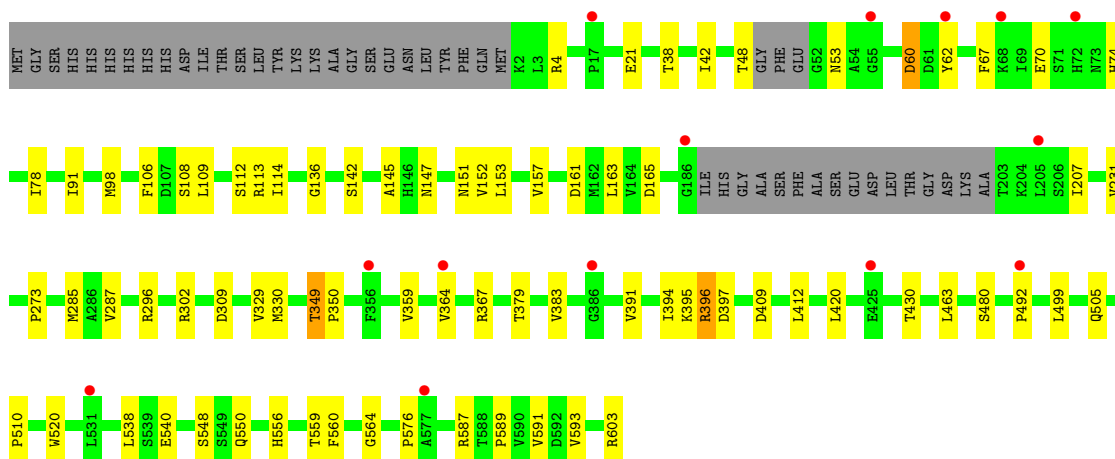 MET GLY SER HIS HIS HIS HIS HIS HIS ASP ILE THR SER LEU TYR LYS LYS ALA GLY SER GLU ASN LEU TYR PHE GLN MET K2 L3 R4 P17 E21 T38 I42 T48 GLY PHE GLU G52 N53 A54 G55 D60 D61 Y62 F67 K68 I69 E70 S71 H72 N73 H74
I78 I91 M98 F106 D107 S108 L109 S112 R113 I114 G136 S142 A145 H146 N147 N151 V152 L153 V157 D161 M162 L163 V164 D165 G186 ILE HIS GLY ALA SER PHE ALA SER GLU ASP LEU THR GLY ASP LYS ALA T203 K204 L205 S206 I207 V231
P273 M285 A286 V287 R296 R302 D309 V329 M330 T349 P350 F356 V359 V364 R367 T379 V383 G386 V391 I394 K395 R396 D397 D409 L412 L420 E425 T430 L463 S480 P492 L499 Q505
P510 W520 L531 L538 S539 E540 S548 S549 Q550 H556 T559 F560 G564 P576 A577 R587 T588 P589 V590 V591 D592 V593 R603